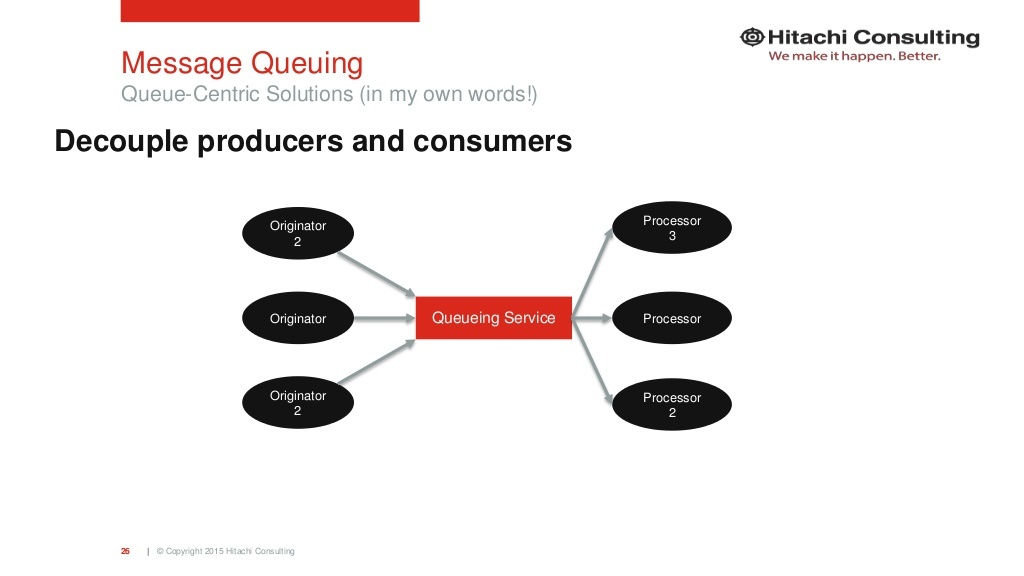 Hitachi Consulting
We make it happen. Better.
Message Queuing
Queue-Centric Solutions (in my own words!)
Decouple producers and consumers
Originator
2
Processor
3
Originator
Queueing Service
Processor
Originator
2
Processor
2
26 | © Copyright 2015 Hitachi Consulting